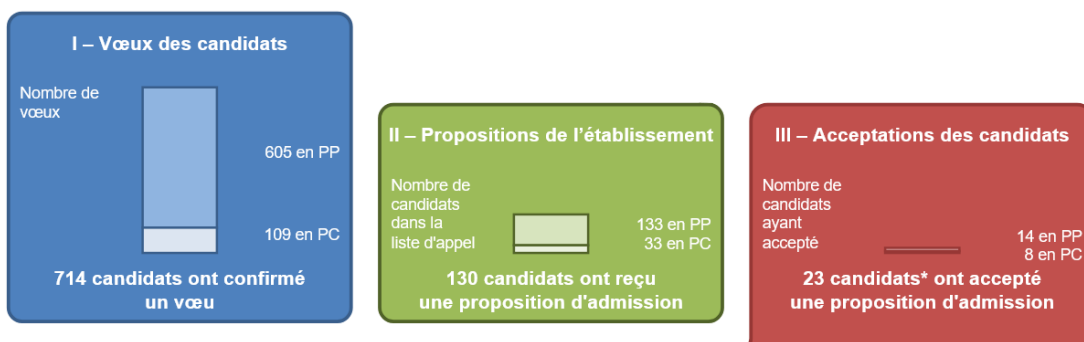 I – Vœux des candidats
Nombre de
vœux
605 en PP
109 en PC
714 candidats ont confirmé
un vœu
II – Propositions de l'établissement
Nombre de
candidats
dans la
liste d'appel
133 en PP
33 en PC
130 candidats ont reçu
une proposition d'admission
III – Acceptations des candidats
Nombre de
candidats
ayant
accepté
14 en PP
8 en PC
23 candidats* ont accepté
une proposition d'admission